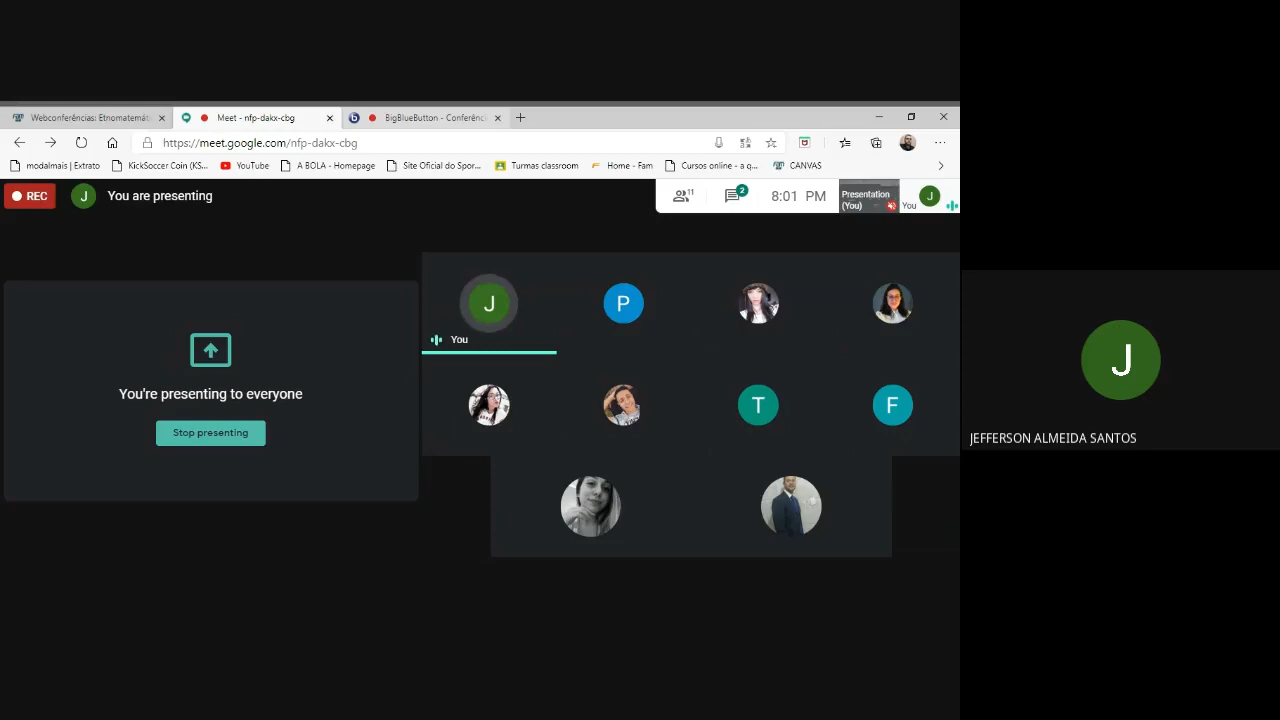 Webconferências: Etnomatemáti
Meet - nfp-dakx-cbg
BigBlueButton - Conferênci
https://meet.google.com/nfp-dakx-cbg
modalmais | Extrato
KickSoccer Coin (KS...
YouTube
A BOLA - Homepage
Site Oficial do Spor...
Turmas classroom
Home - Fam
Cursos online - a q...
CANVAS
REC
J
You are presenting
11
2
8:01 PM
Presentation
(You)
You
J
J
P
You
You're presenting to everyone
Stop presenting
T
F
J
JEFFERSON ALMEIDA SANTOS